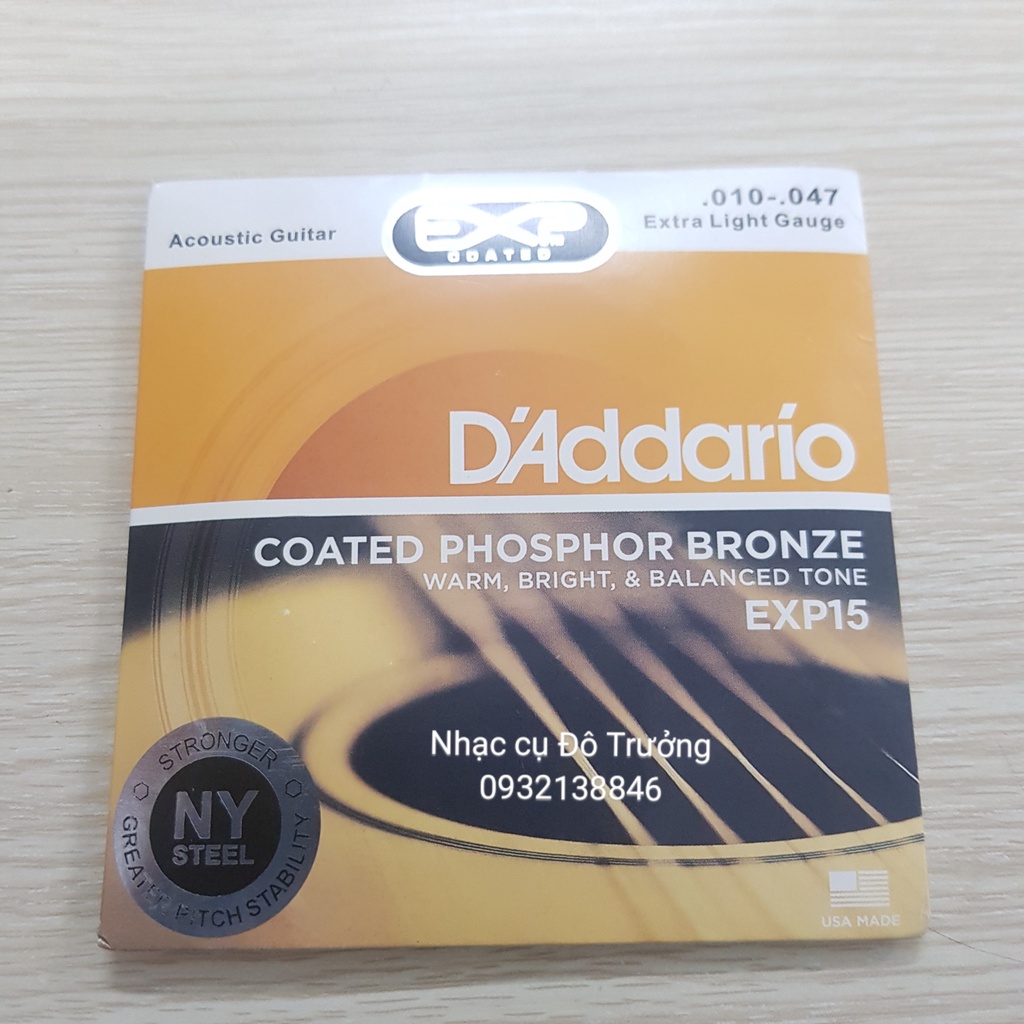 Acoustic Guitar
EXP
COATED
.010-.047
Extra Light Gauge
D'Addario
COATED PHOSPHOR BRONZE
WARM, BRIGHT, & BALANCED TONE
EXP15
Nhạc cụ Đô Trưởng
0932138846
STRONGER
NY
STEEL
GREATER PITCH STABILITY
USA MADE